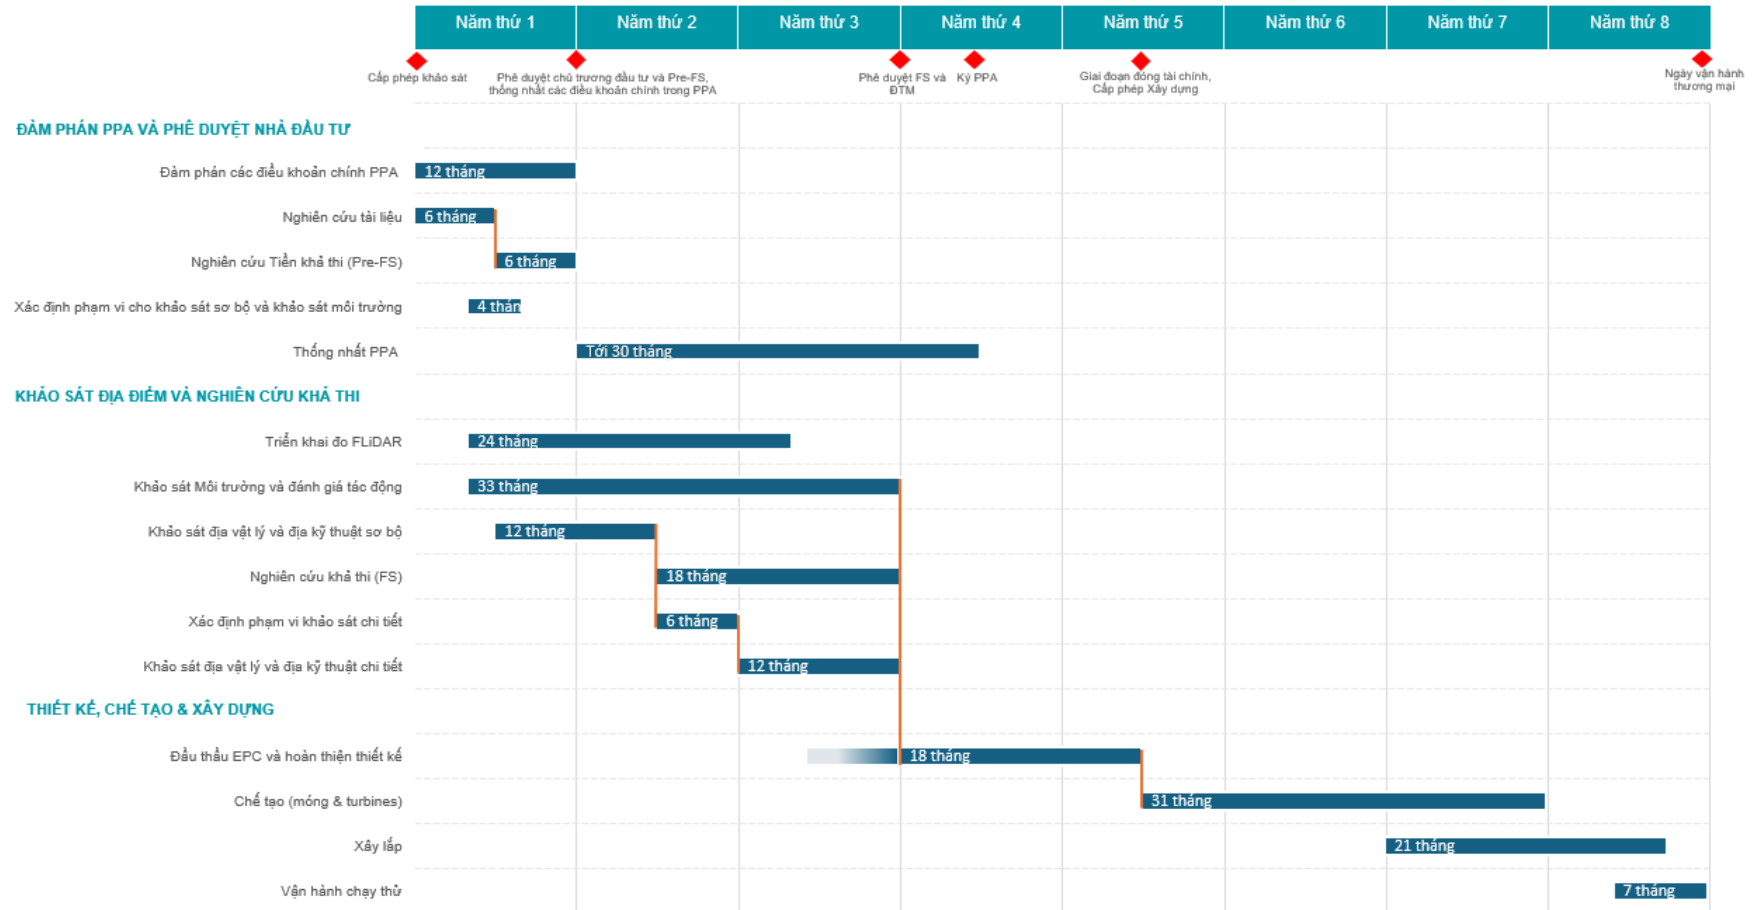 Năm thứ 1 Năm thứ 2 Năm thứ 3 Năm thứ 4 Năm thứ 5 Năm thứ 6 Năm thứ 7 Năm thứ 8
Cấp phép khảo sát
Phê duyệt chủ trương đầu tư và Pre-FS,
thống nhất các điều khoản chính trong PPA
Phê duyệt FS và
ĐTM
Ký PPA
Giai đoạn đóng tài chính,
Cấp phép Xây dựng
Ngày vận hành
thương mại
ĐÀM PHÁN PPA VÀ PHÊ DUYỆT NHÀ ĐẦU TƯ
Đàm phán các điều khoản chính PPA 12 tháng
Nghiên cứu tài liệu 6 tháng
Nghiên cứu Tiền khả thi (Pre-FS) 6 tháng
Xác định phạm vi cho khảo sát sơ bộ và khảo sát môi trường 4 thán
Thống nhất PPA Tới 30 tháng
KHẢO SÁT ĐỊA ĐIỂM VÀ NGHIÊN CỨU KHẢ THI
Triển khai đo FLiDAR 24 tháng
Khảo sát Môi trường và đánh giá tác động 33 tháng
Khảo sát địa vật lý và địa kỹ thuật sơ bộ 12 tháng
Nghiên cứu khả thi (FS) 18 tháng
Xác định phạm vi khảo sát chi tiết 6 tháng
Khảo sát địa vật lý và địa kỹ thuật chi tiết 12 tháng
THIẾT KẾ, CHẾ TẠO & XÂY DỰNG
Đấu thầu EPC và hoàn thiện thiết kế 18 tháng
Chế tạo (móng & turbines) 31 tháng
Xây lắp 21 tháng
Vận hành chạy thử 7 tháng